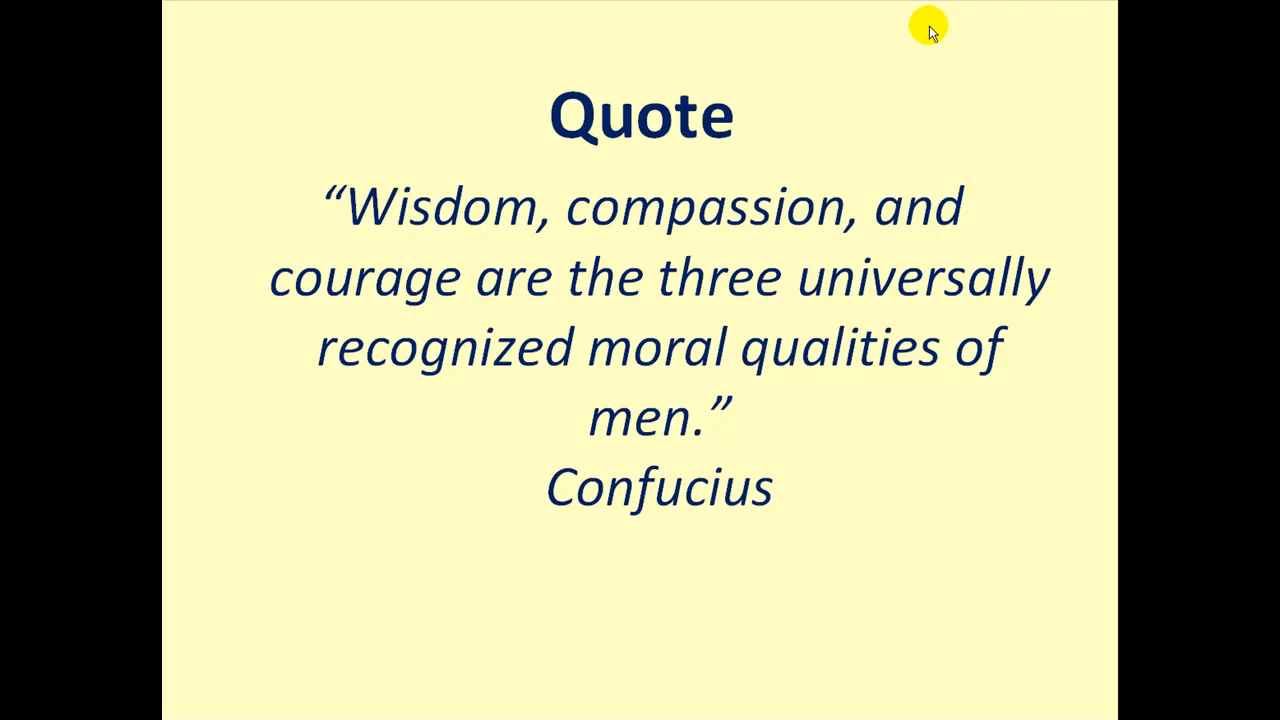 Quote
“Wisdom, compassion, and
courage are the three universally
recognized moral qualities of
men.”
Confucius